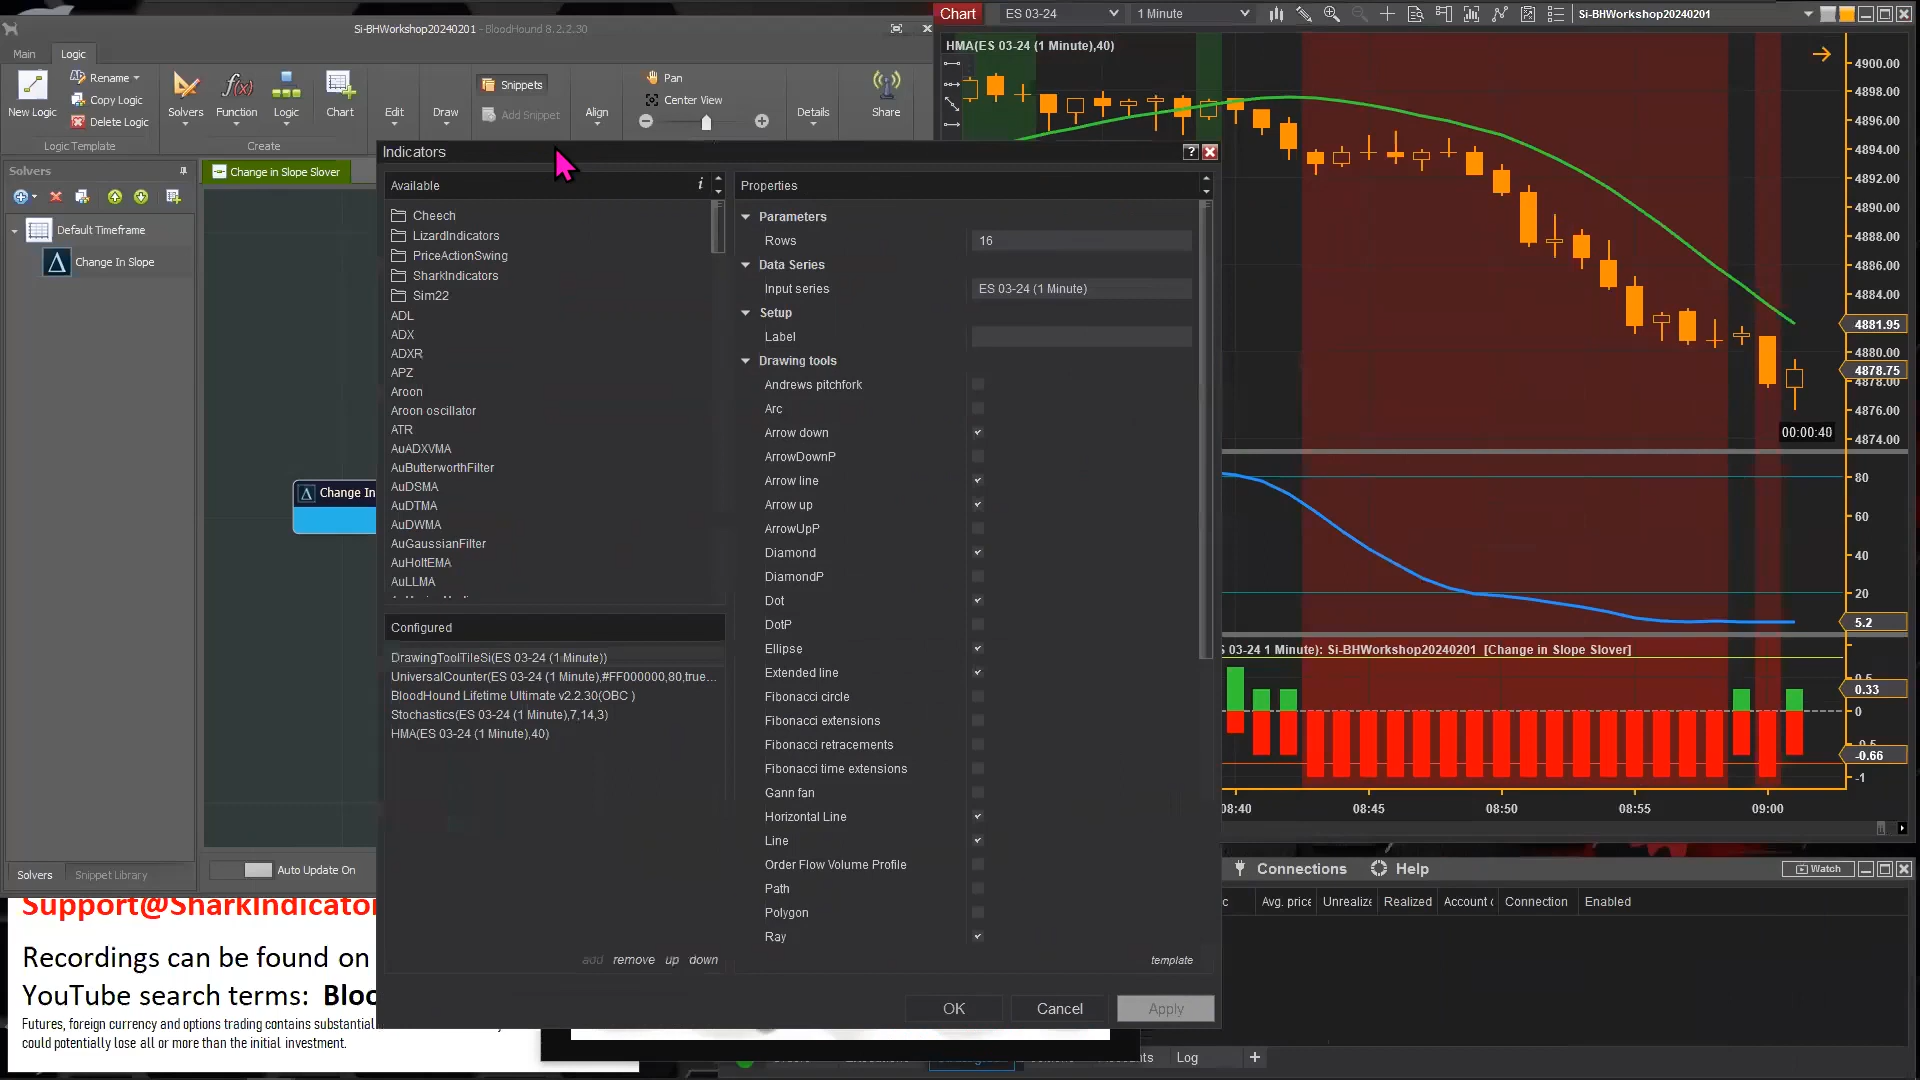 Si-BHWorkshop20240201 - BloodHound 8.2.2.30
Main
Logic
New Logic
Rename
Copy Logic
Delete Logic
Logic Template
Solvers
Function
Logic
Chart
Create
Edit
Draw
Snippets
Add Snippet
Align
Pan
Center View
Details
Share
Solvers
Default Timeframe
Change In Slope
Change in Slope Slover
Change In
Solvers
Snippet Library
Auto Update On
Support@SharkIndicator
Recordings can be found on
YouTube search terms: Bloo
Futures, foreign currency and options trading contains substantial
could potentially lose all or more than the initial investment.
Indicators
?
Available
i
Cheech
LizardIndicators
PriceActionSwing
SharkIndicators
Sim22
ADL
ADX
ADXR
APZ
Aroon
Aroon oscillator
ATR
AuADXVMA
AuButterworthFilter
AuDSMA
AuDTMA
AuDWMA
AuGaussianFilter
AuHoltEMA
AuLLMA
Configured
DrawingToolTileSi(ES 03-24 (1 Minute))
UniversalCounter(ES 03-24 (1 Minute),#FF000000,80,true...
BloodHound Lifetime Ultimate v2.2.30(OBC )
Stochastics(ES 03-24 (1 Minute),7,14,3)
HMA(ES 03-24 (1 Minute),40)
add remove up down
Properties
Parameters
Rows 16
Data Series
Input series ES 03-24 (1 Minute)
Setup
Label
Drawing tools
Andrews pitchfork
Arc
Arrow down
ArrowDownP
Arrow line
Arrow up
ArrowUpP
Diamond
DiamondP
Dot
DotP
Ellipse
Extended line
Fibonacci circle
Fibonacci extensions
Fibonacci retracements
Fibonacci time extensions
Gann fan
Horizontal Line
Line
Order Flow Volume Profile
Path
Polygon
Ray
template
OK
Cancel
Apply
Chart
ES 03-24
1 Minute
Si-BHWorkshop20240201
HMA(ES 03-24 (1 Minute),40)
4900.00
4898.00
4896.00
4894.00
4892.00
4890.00
4888.00
4886.00
4884.00
4881.95
4880.00
4878.75
4878.00
4876.00
00:00:40
4874.00
80
60
40
20
5.2
03-24 1 Minute): Si-BHWorkshop20240201 [Change in Slope Slover]
0.33
0
-0.66
-1
08:40
08:45
08:50
08:55
09:00
Connections
Help
Watch
Avg. price
Unrealize
Realized
Account
Connection
Enabled
Log
+